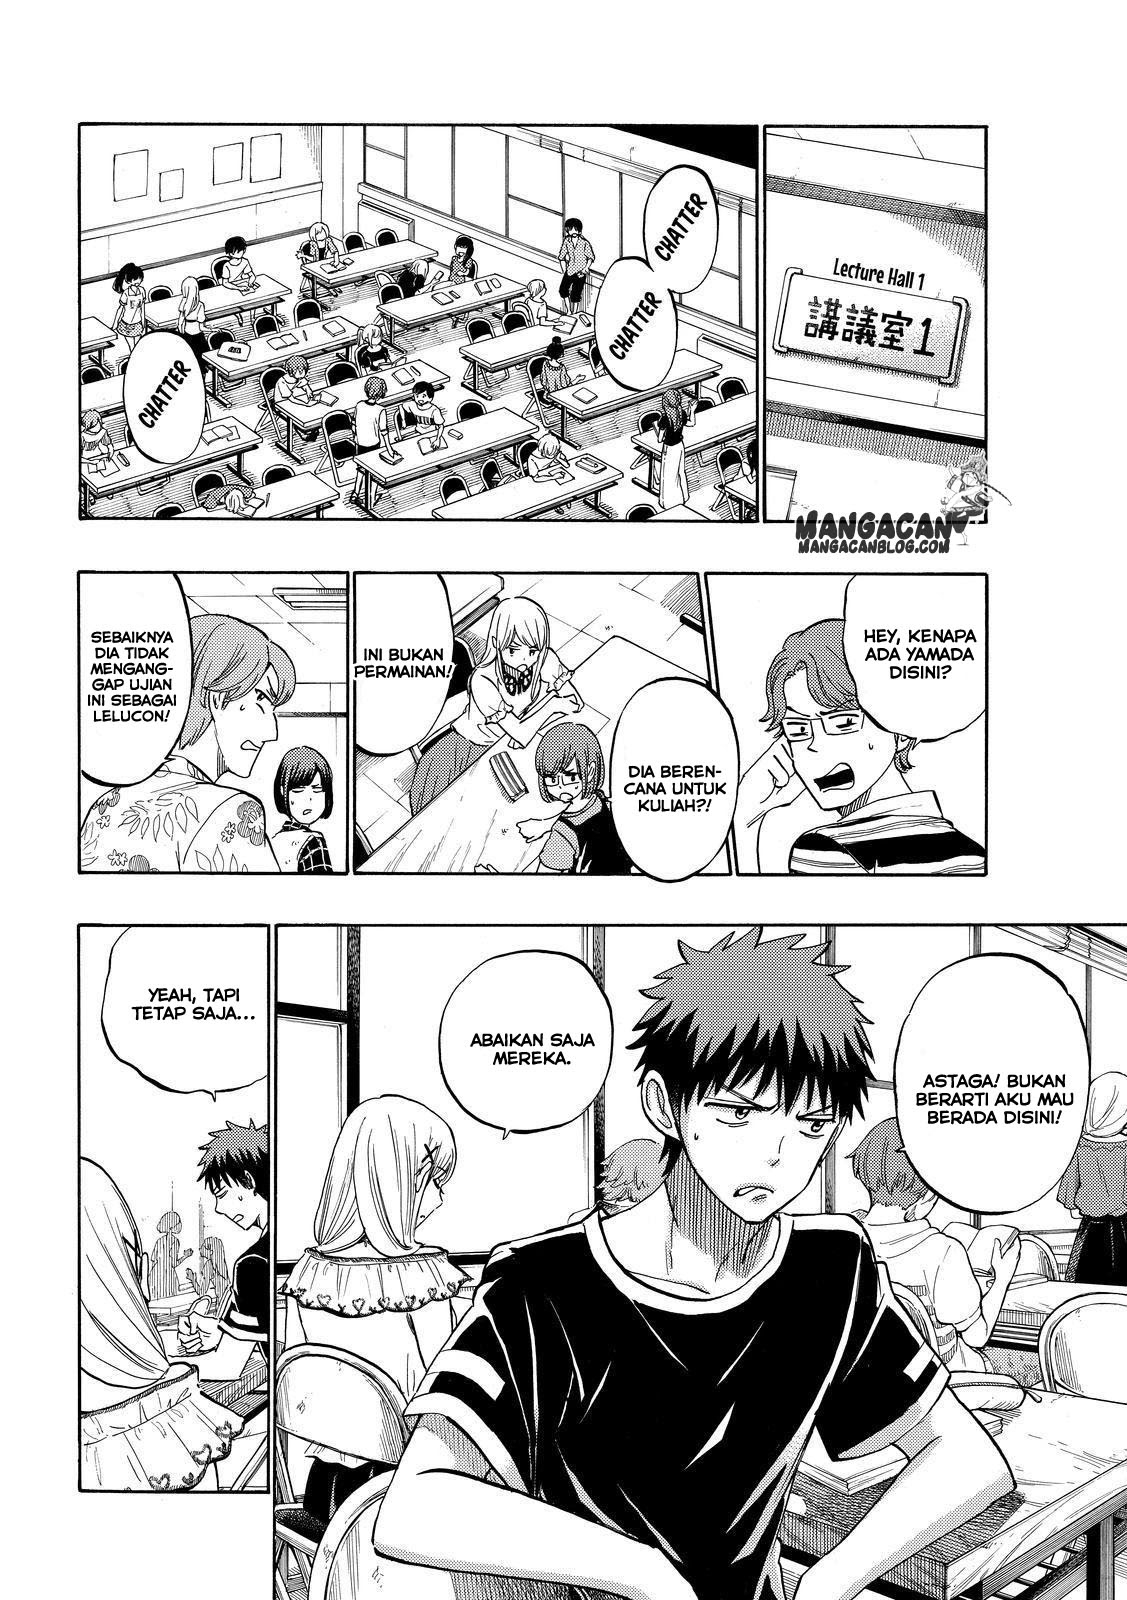 Lecture Hall 1
講議室1
CHATTER
CHATTER
CHATTER
MANGACAN
MANGACANBLOG.COM
HEY, KENAPA
ADA YAMADA
DISINI?
DIA BEREN-
CANA UNTUK
KULIAH?!
INI BUKAN
PERMAINAN!
SEBAIKNYA
DIA TIDAK
MENGANG-
GAP UJIAN
INI SEBAGAI
LELUCON!
ASTAGA! BUKAN
BERARTI AKU MAU
BERADA DISINI!
ABAIKAN SAJA
MEREKA.
YEAH, TAPI
TETAP SAJA...